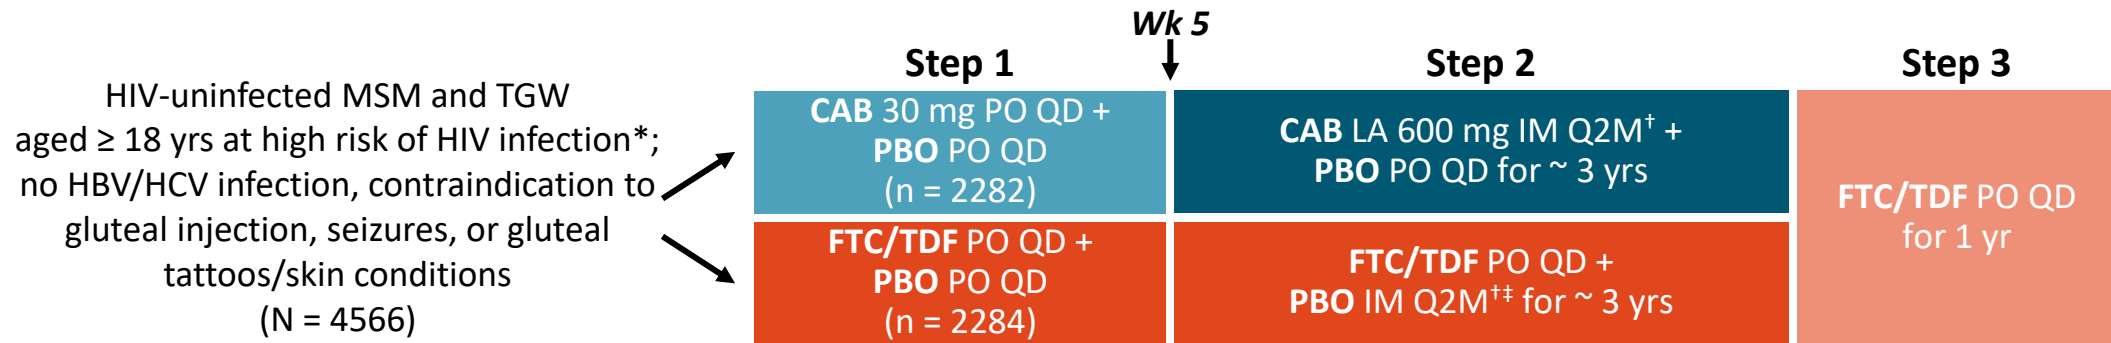 Wk 5
Step 1
Step 2
Step 3
HIV-uninfected MSM and TGW
aged ≥ 18 yrs at high risk of HIV infection*;
no HBV/HCV infection, contraindication to
gluteal injection, seizures, or gluteal
tattoos/skin conditions
(N = 4566)
CAB 30 mg PO QD +
PBO PO QD
(n = 2282)
CAB LA 600 mg IM Q2M† +
PBO PO QD for ~ 3 yrs
FTC/TDF PO QD +
PBO PO QD
(n = 2284)
FTC/TDF PO QD +
PBO IM Q2M†‡ for ~ 3 yrs
FTC/TDF PO QD
for 1 yr